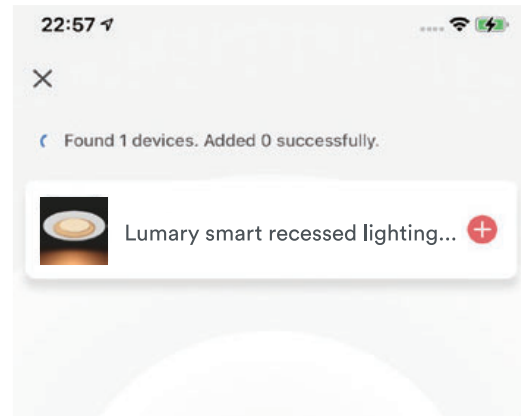 22:57
Found 1 devices. Added 0 successfully.
Lumary smart recessed lighting...